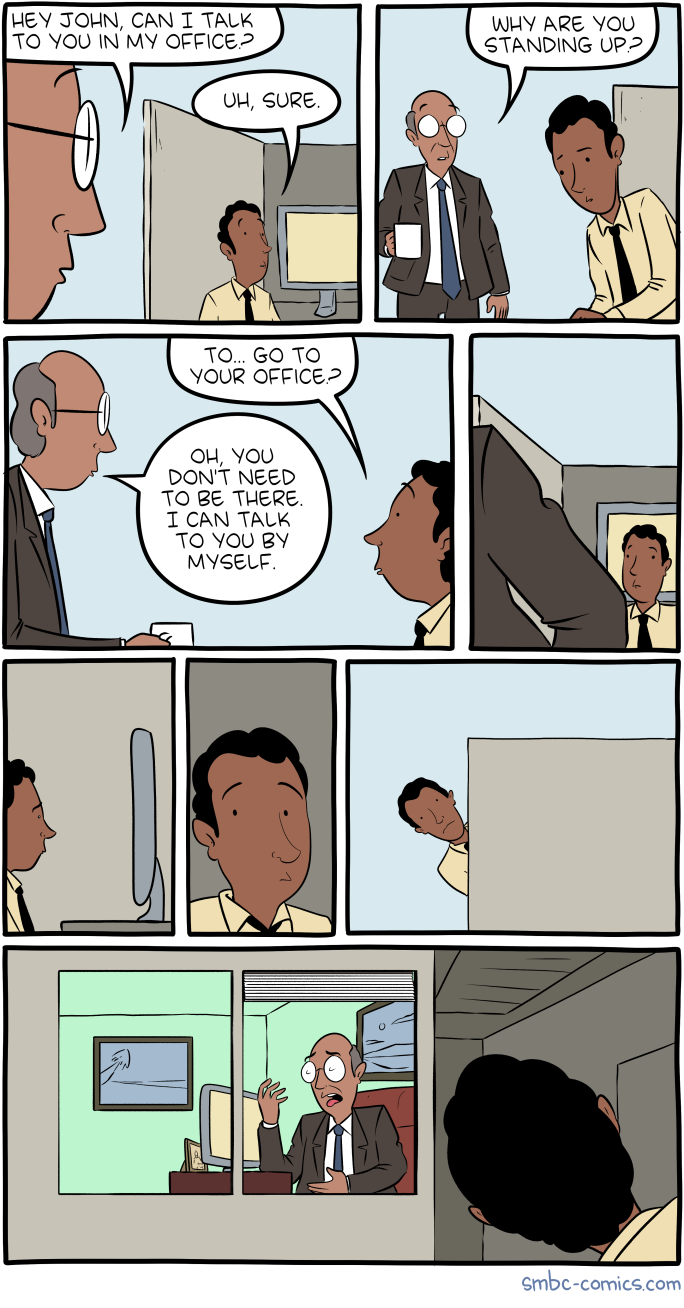 HEY JOHN, CAN I TALK
TO YOU IN MY OFFICE?
UH, SURE.
WHY ARE YOU
STANDING UP?
TO... GO TO
YOUR OFFICE?
OH, YOU
DON'T NEED
TO BE THERE.
I CAN TALK
TO YOU BY
MYSELF.
smbc-comics.com